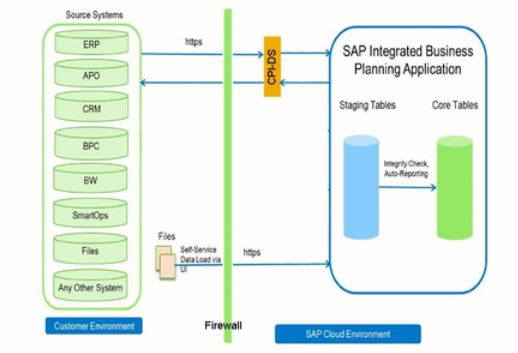 Source Systems
ERP
APO
CRM
BPC
BW
SmartOps
Files
Any Other System
Customer Environment
https
CPI-DS
Files
Self-Service
Data Load via
UI
https
Firewall
SAP Integrated Business
Planning Application
Staging Tables
Core Tables
Integrity Check,
Auto-Reporting
SAP Cloud Environment